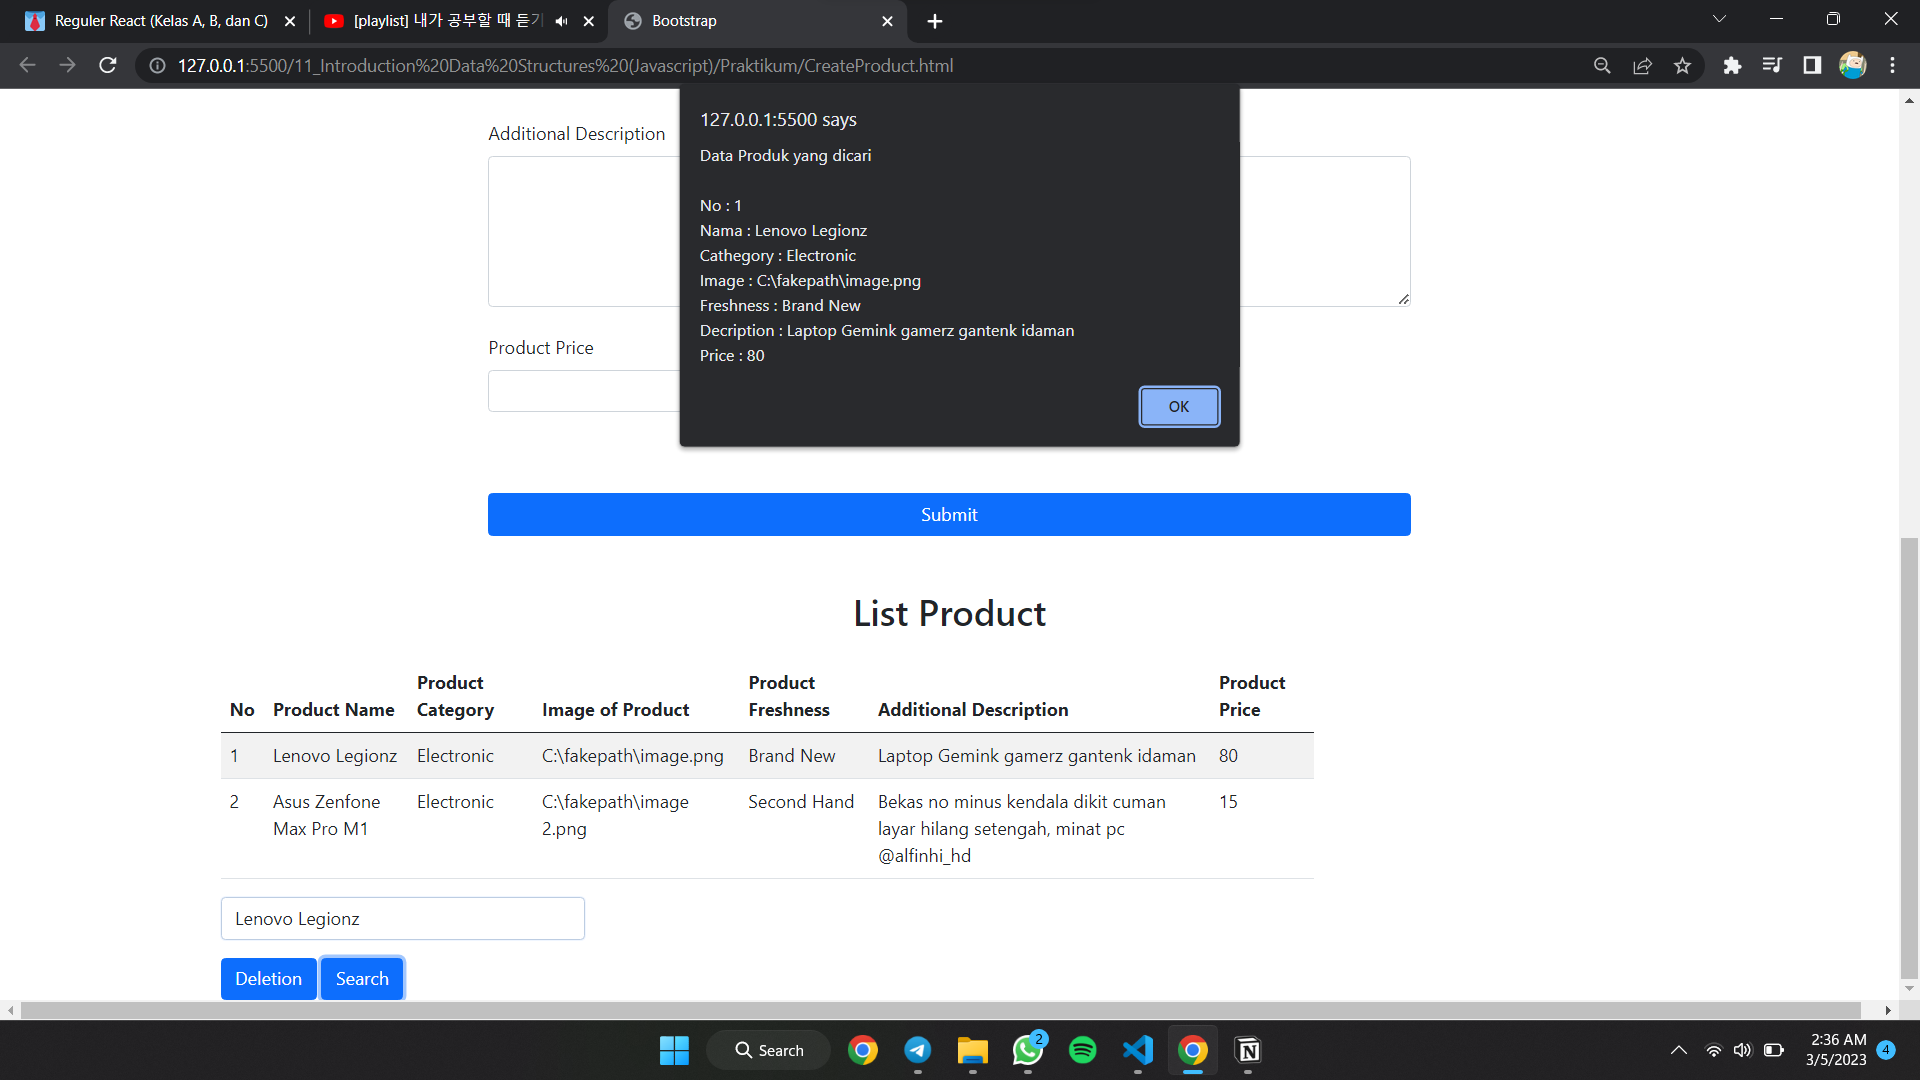 Reguler React (Kelas A, B, dan C)
[playlist] 내가 공부할 때 듣기
Bootstrap
127.0.0.1:5500/11_Introduction%20Data%20Structures%20(Javascript)/Praktikum/CreateProduct.html
127.0.0.1:5500 says
Data Produk yang dicari
No : 1
Nama : Lenovo Legionz
Cathegory : Electronic
Image : C:\fakepath\image.png
Freshness : Brand New
Decription : Laptop Gemink gamerz gantenk idaman
Price : 80
OK
Additional Description
Product Price
Submit
List Product
No Product Name Product Category Image of Product Product Freshness Additional Description Product Price
1 Lenovo Legionz Electronic C:\fakepath\image.png Brand New Laptop Gemink gamerz gantenk idaman 80
2 Asus Zenfone Max Pro M1 Electronic C:\fakepath\image 2.png Second Hand Bekas no minus kendala dikit cuman layar hilang setengah, minat pc @alfinhi_hd 15
Lenovo Legionz
Deletion Search
Search
2
2:36 AM
3/5/2023
4